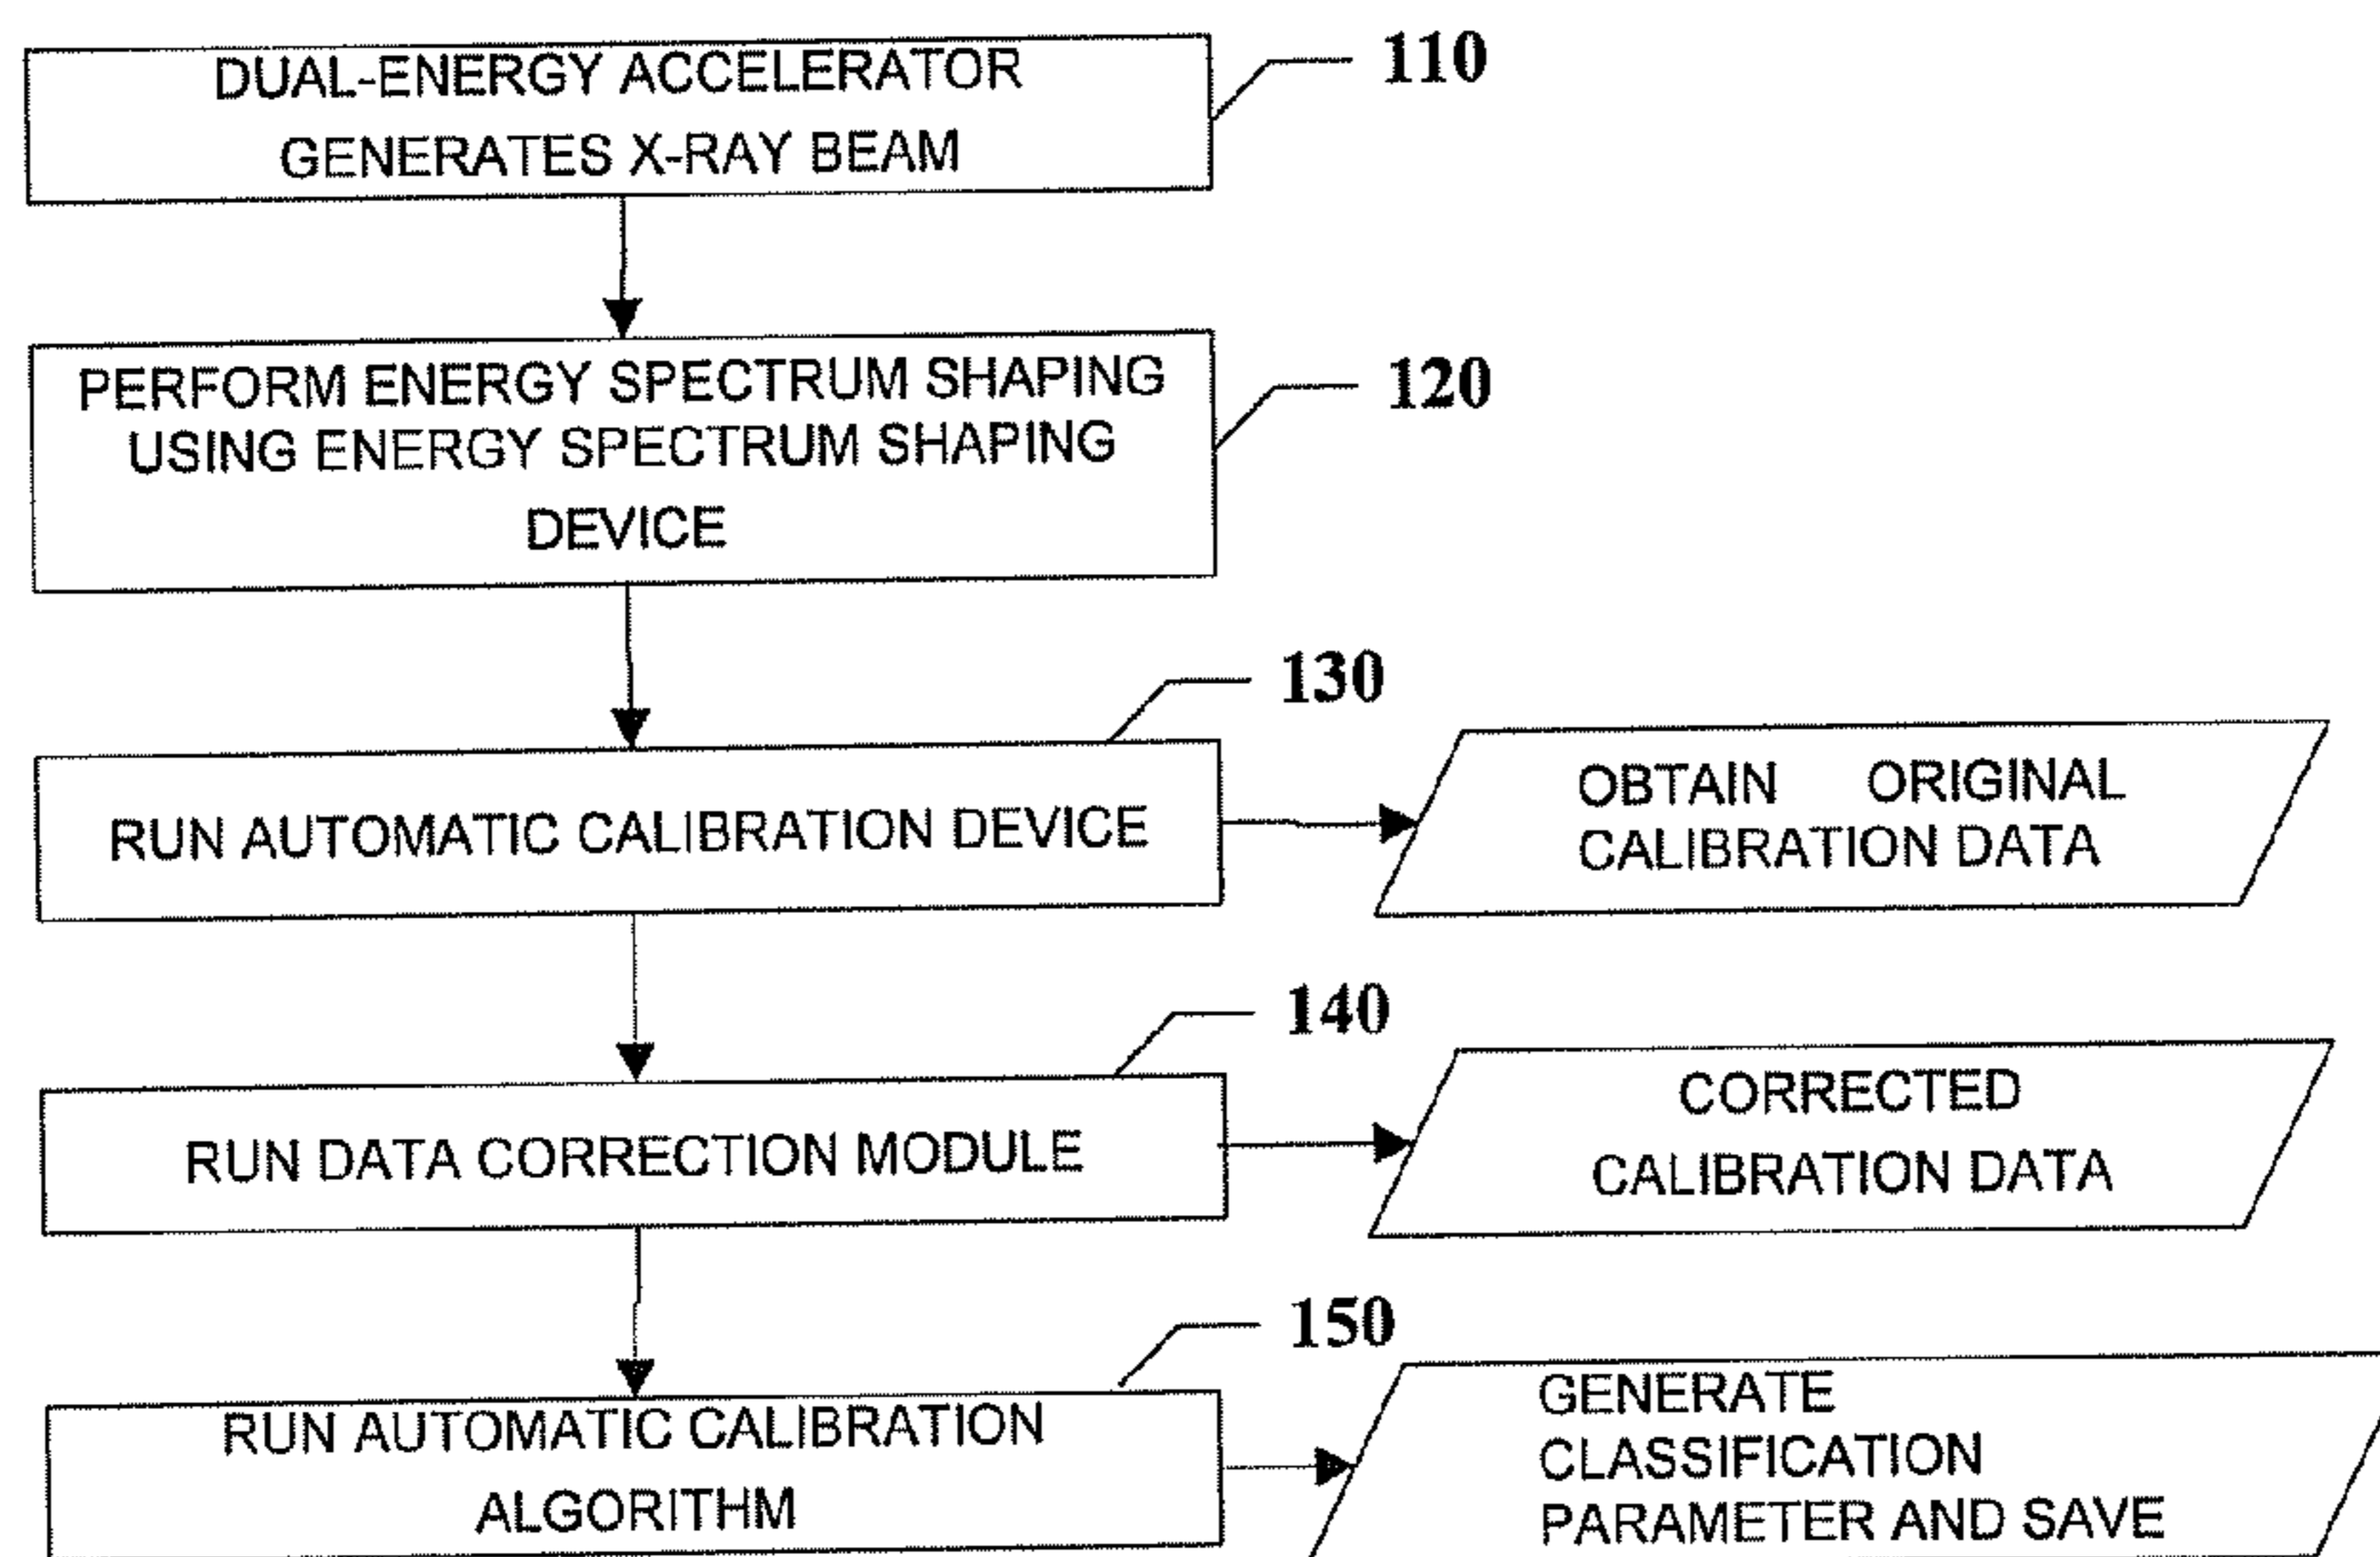 DUAL-ENERGY ACCELERATOR
GENERATES X-RAY BEAM
110
PERFORM ENERGY SPECTRUM SHAPING
USING ENERGY SPECTRUM SHAPING
DEVICE
120
130
RUN AUTOMATIC CALIBRATION DEVICE
OBTAIN ORIGINAL
CALIBRATION DATA
140
RUN DATA CORRECTION MODULE
CORRECTED
CALIBRATION DATA
150
RUN AUTOMATIC CALIBRATION
ALGORITHM
GENERATE
CLASSIFICATION
PARAMETER AND SAVE